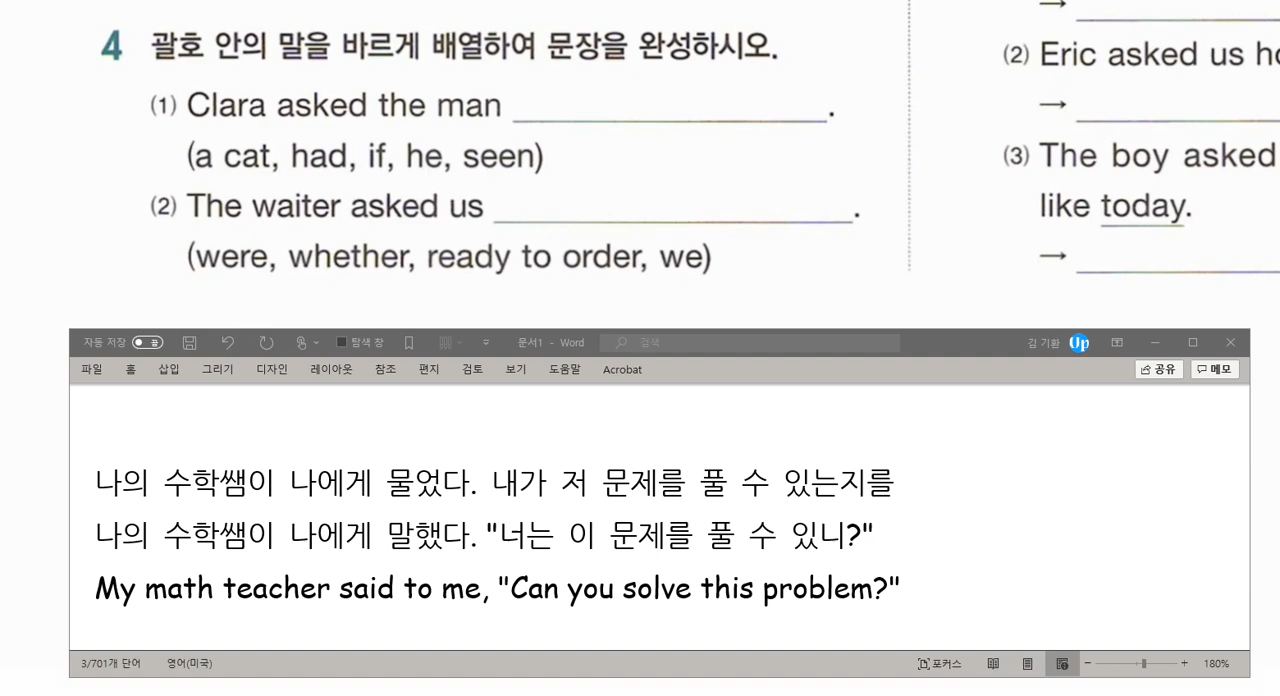 4 괄호 안의 말을 바르게 배열하여 문장을 완성하시오.
(1) Clara asked the man ____________.
(a cat, had, if, he, seen)
(2) The waiter asked us ____________.
(were, whether, ready to order, we)
→
(2) Eric asked us
→
(3) The boy asked
like today.
→
자동 저장 끔 탐색 창 문서1 - Word 검색 김 기환 Up
파일 홈 삽입 그리기 디자인 레이아웃 참조 편지 검토 보기 도움말 Acrobat 공유 메모
나의 수학쌤이 나에게 물었다. 내가 저 문제를 풀 수 있는지를
나의 수학쌤이 나에게 말했다. "너는 이 문제를 풀 수 있니?"
My math teacher said to me, "Can you solve this problem?"
3/701개 단어 영어(미국) 포커스 180%